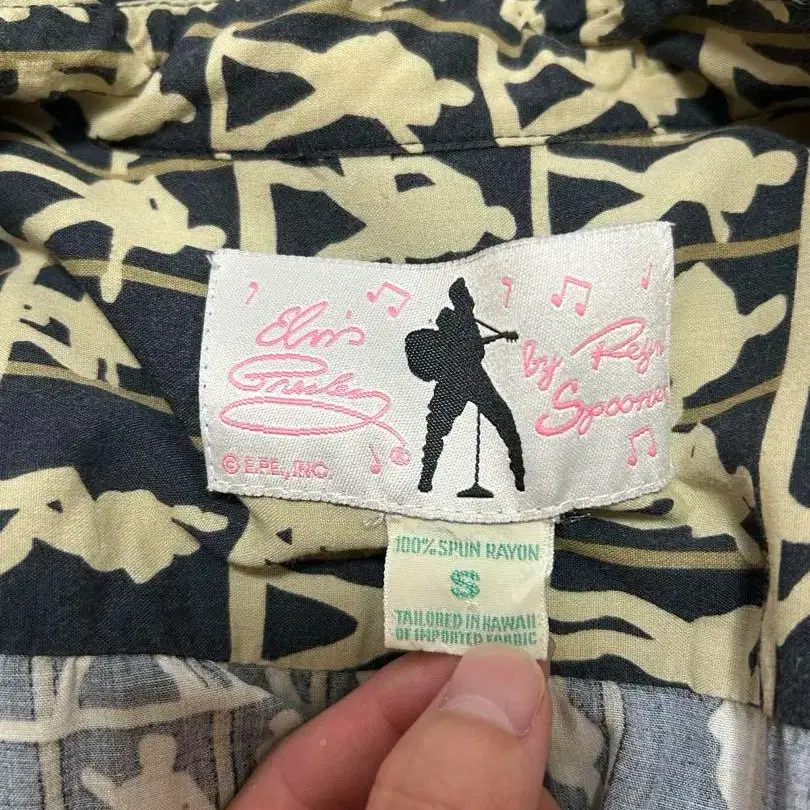 Elvis
Presley
© E.P.E., INC.
by Reyn
Spooner
100% SPUN RAYON
S
TAILORED IN HAWAII
OF IMPORTED FABRIC